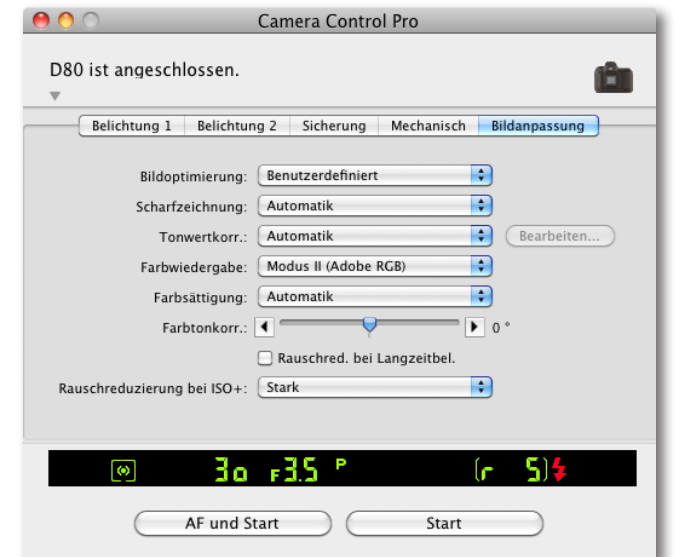 Camera Control Pro
D80 ist angeschlossen.
Belichtung 1 Belichtung 2 Sicherung Mechanisch Bildanpassung
Bildoptimierung: Benutzerdefiniert
Scharfzeichnung: Automatik
Tonwertkorr.: Automatik Bearbeiten...
Farbwiedergabe: Modus II (Adobe RGB)
Farbsättigung: Automatik
Farbtonkorr.: 0 °
Rauschred. bei Langzeitbel.
Rauschreduzierung bei ISO+: Stark
30 F3.5 P (r 5)
AF und Start Start